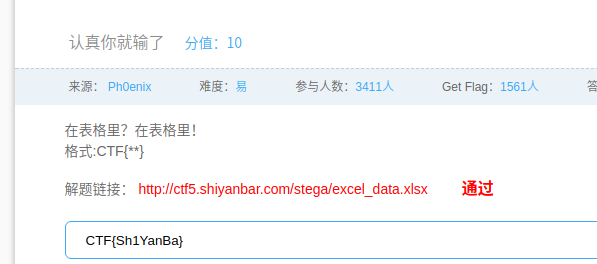 认真你就输了 分值：10
来源： Ph0enix 难度：易 参与人数：3411人 Get Flag：1561人 答
在表格里？在表格里！
格式:CTF{**}
解题链接： http://ctf5.shiyanbar.com/stega/excel_data.xlsx 通过
CTF{Sh1YanBa}